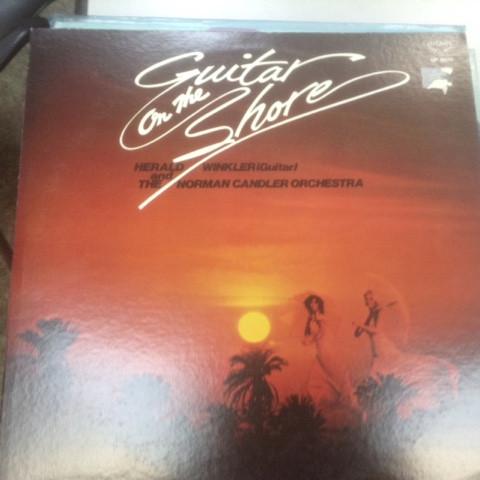 Guitar
On The
Shore
HERALD WINKLER(Guitar)
and
THE NORMAN CANDLER ORCHESTRA